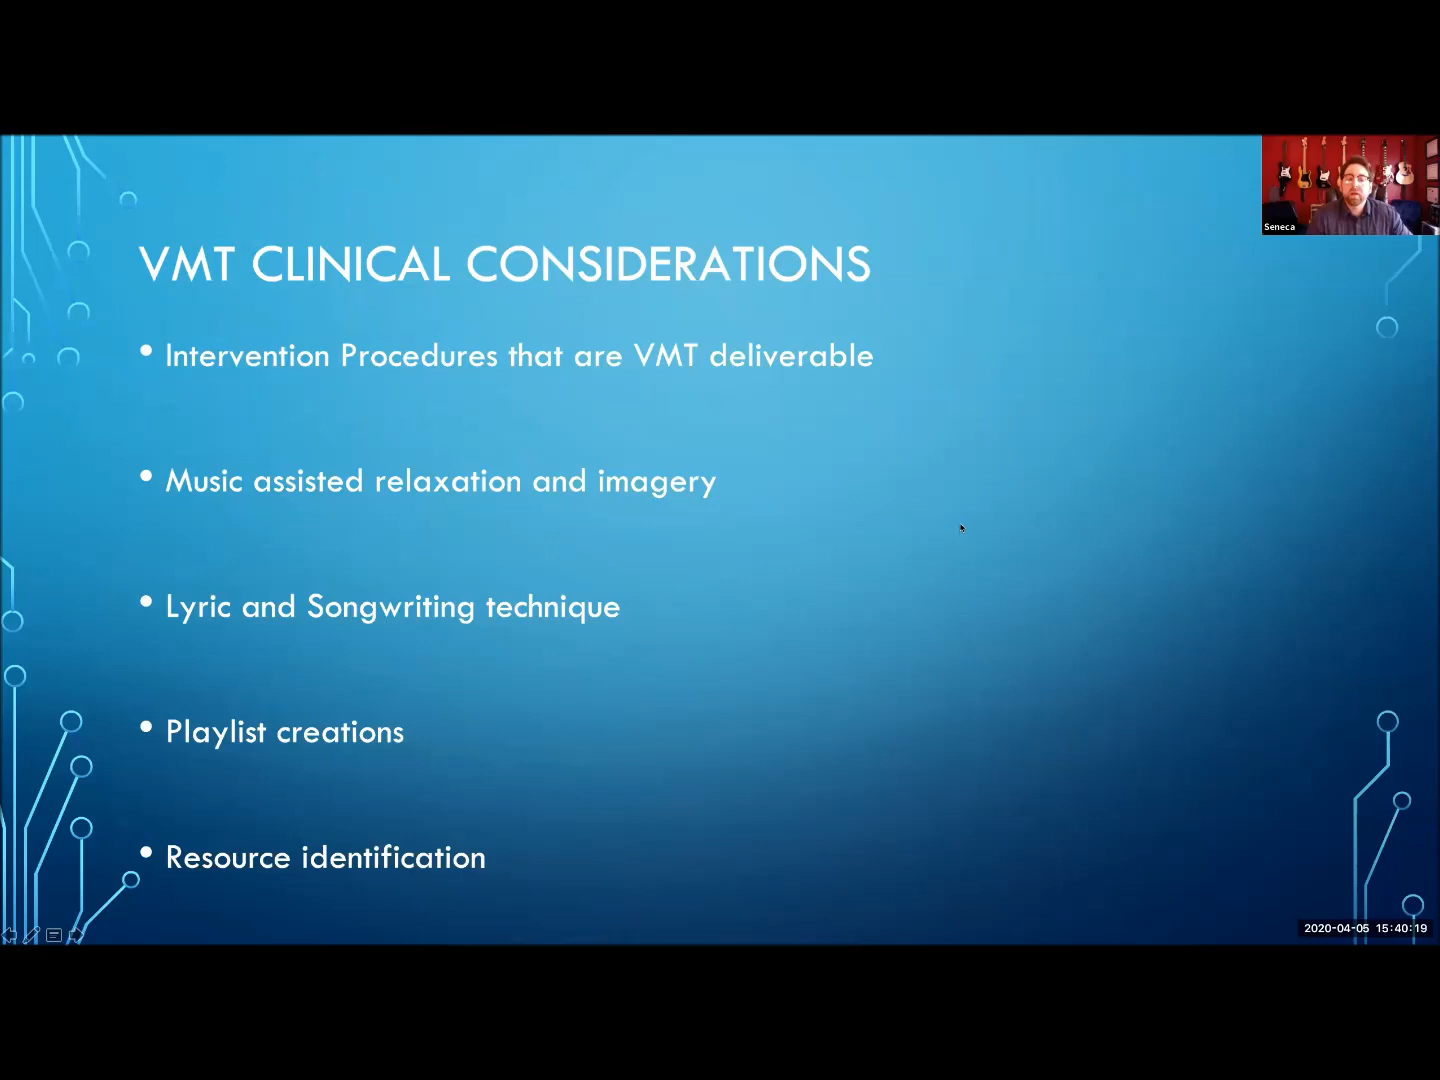 Seneca
VMT CLINICAL CONSIDERATIONS
• Intervention Procedures that are VMT deliverable
• Music assisted relaxation and imagery
• Lyric and Songwriting technique
• Playlist creations
• Resource identification
2020-04-05 15:40:19